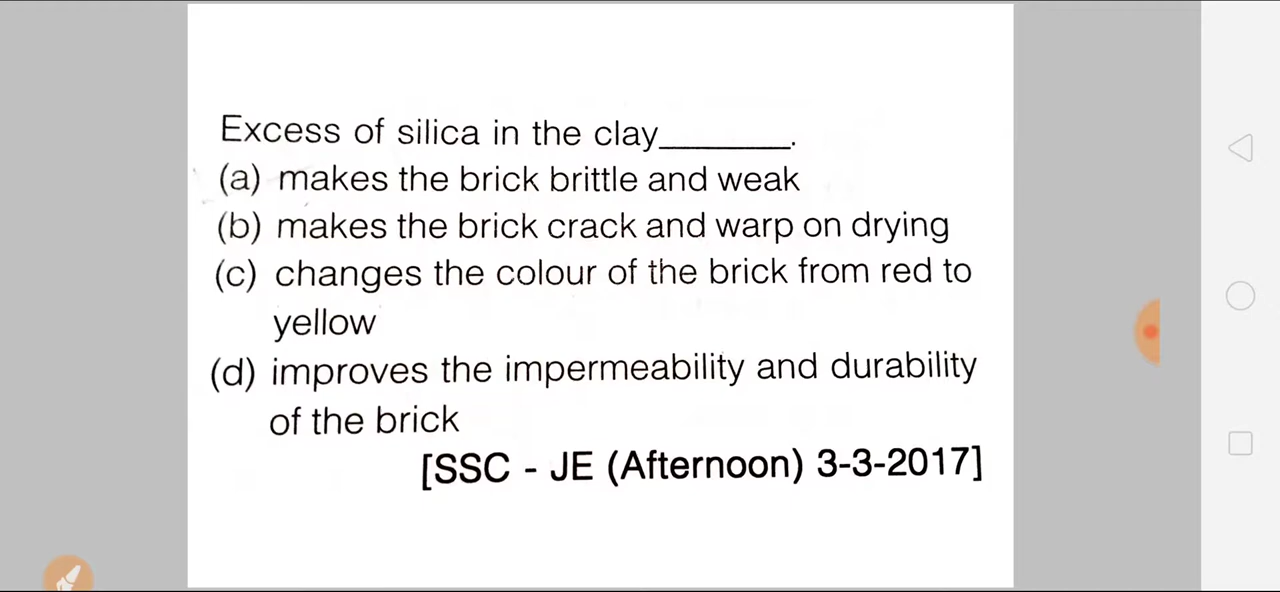 Excess of silica in the clay________.
(a) makes the brick brittle and weak
(b) makes the brick crack and warp on drying
(c) changes the colour of the brick from red to
yellow
(d) improves the impermeability and durability
of the brick
[SSC - JE (Afternoon) 3-3-2017]